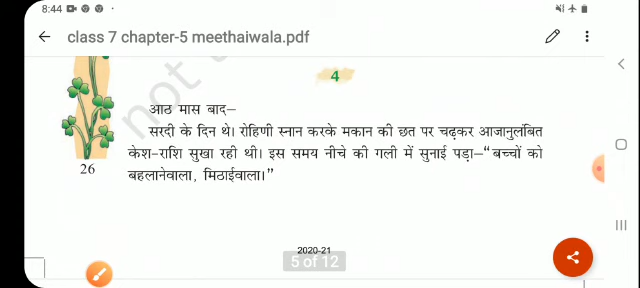 8:44
class 7 chapter-5 meethaiwala.pdf
not t
4
आठ मास बाद–
सरदी के दिन थे। रोहिणी स्नान करके मकान की छत पर चढ़कर आजानुलंबित
केश-राशि सुखा रही थी। इस समय नीचे की गली में सुनाई पड़ा–“बच्चों को
बहलानेवाला, मिठाईवाला।”
26
2020-21
5 of 12